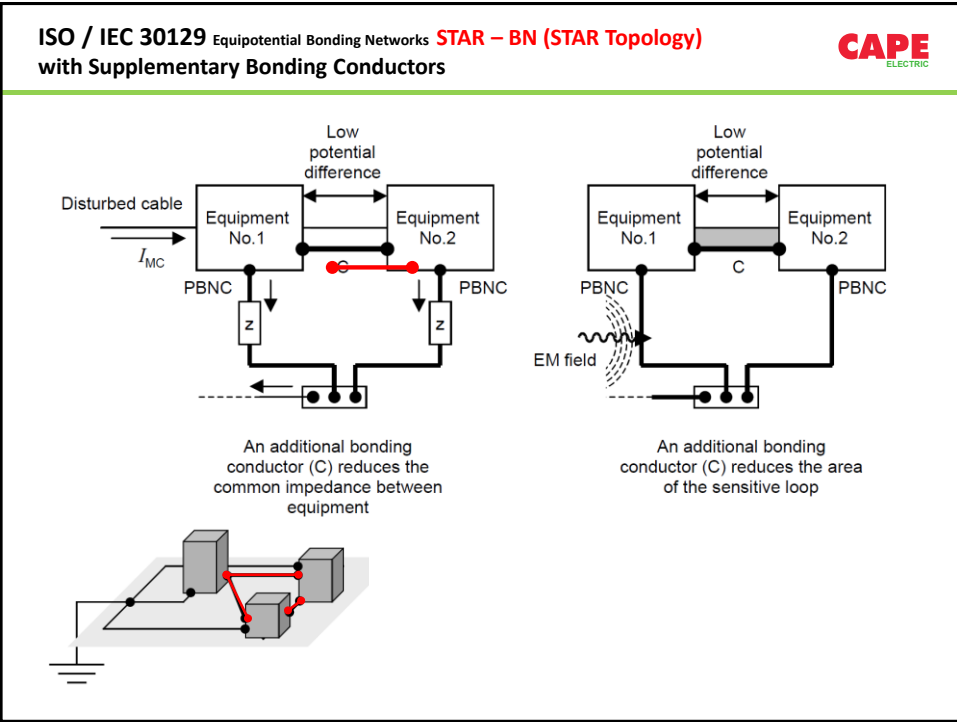 ISO / IEC 30129 Equipotential Bonding Networks STAR – BN (STAR Topology)
with Supplementary Bonding Conductors
CAPE
ELECTRIC
Low
potential
difference
Disturbed cable
Equipment
No.1
Equipment
No.2
I MC
C
PBNC
PBNC
z
z
An additional bonding
conductor (C) reduces the
common impedance between
equipment
Low
potential
difference
Equipment
No.1
Equipment
No.2
C
PBNC
PBNC
EM field
An additional bonding
conductor (C) reduces the area
of the sensitive loop